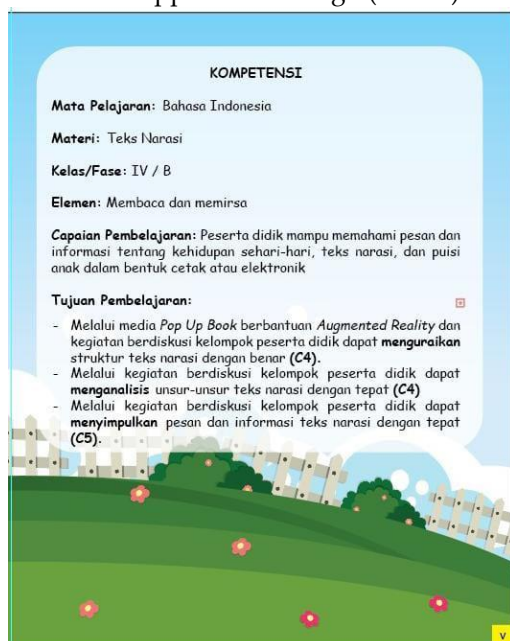 KOMPETENSI
Mata Pelajaran: Bahasa Indonesia
Materi: Teks Narasi
Kelas/Fase: IV / B
Elemen: Membaca dan memirsa
Capaian Pembelajaran: Peserta didik mampu memahami pesan dan
informasi tentang kehidupan sehari-hari, teks narasi, dan puisi
anak dalam bentuk cetak atau elektronik
Tujuan Pembelajaran:
- Melalui media Pop Up Book berbantuan Augmented Reality dan
kegiatan berdiskusi kelompok peserta didik dapat menguraikan
struktur teks narasi dengan benar (C4).
- Melalui kegiatan berdiskusi kelompok peserta didik dapat
menganalisis unsur-unsur teks narasi dengan tepat (C4)
- Melalui kegiatan berdiskusi kelompok peserta didik dapat
menyimpulkan pesan dan informasi teks narasi dengan tepat
(C5).
v